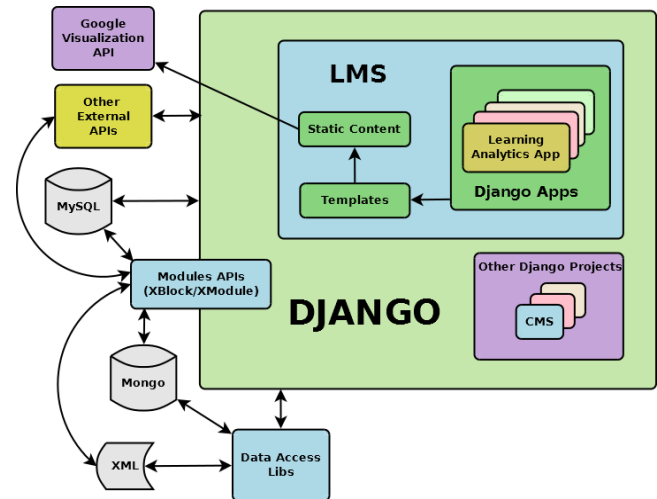 Google
Visualization
API
Other
External
APIs
MySQL
Modules APIs
(XBlock/XModule)
Mongo
XML
Data Access
Libs
LMS
Static Content
Templates
Learning
Analytics App
Django Apps
DJANGO
Other Django Projects
CMS